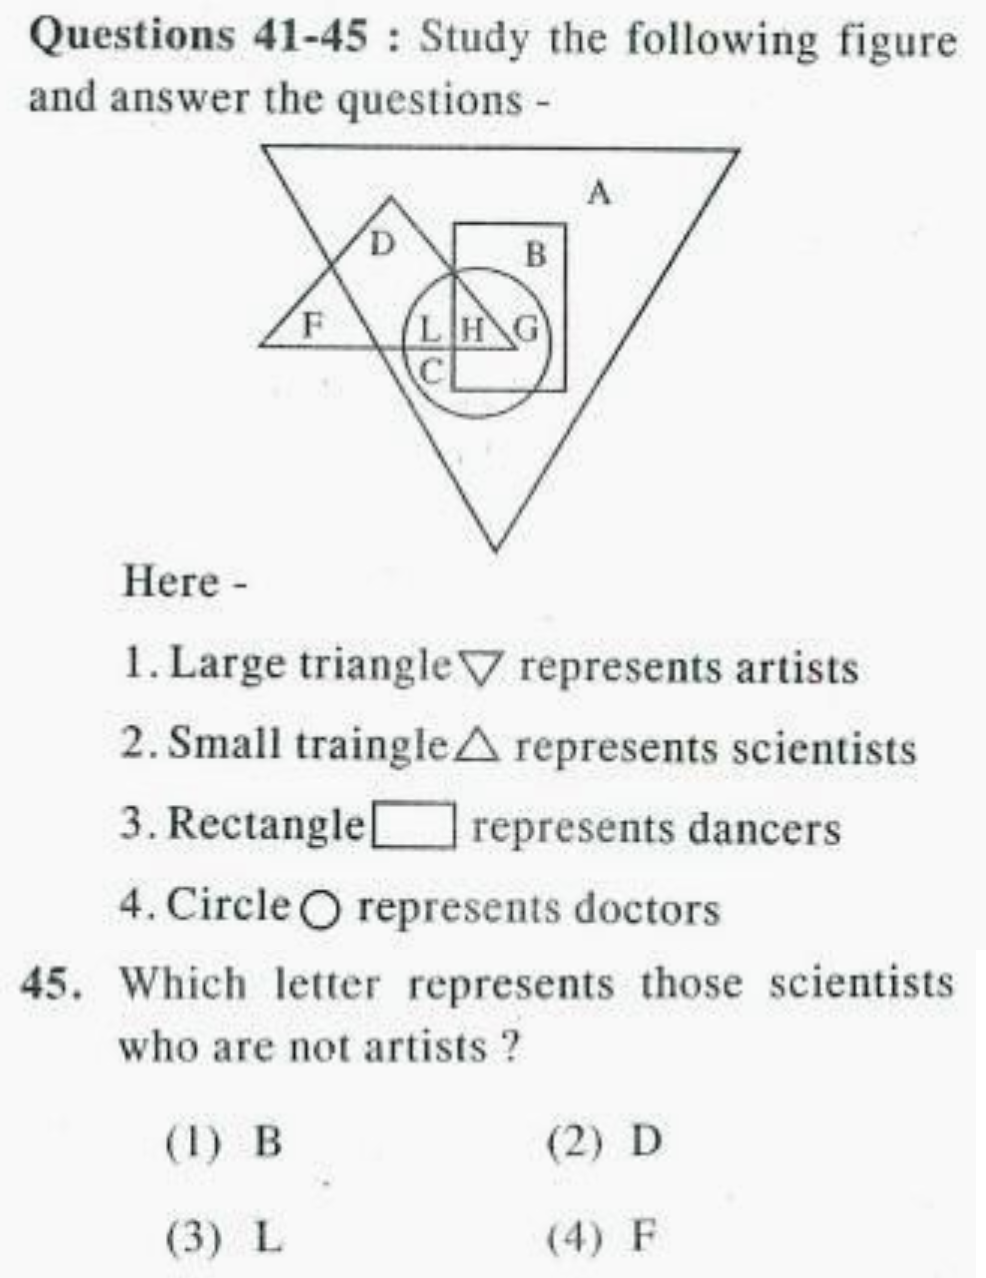 Questions 41-45 : Study the following figure
and answer the questions -
A
D
B
F
L H G
C
Here -
1. Large triangle ▽ represents artists
2. Small traingle △ represents scientists
3. Rectangle ▭ represents dancers
4. Circle ○ represents doctors
45. Which letter represents those scientists
who are not artists ?
(1) B (2) D
(3) L (4) F